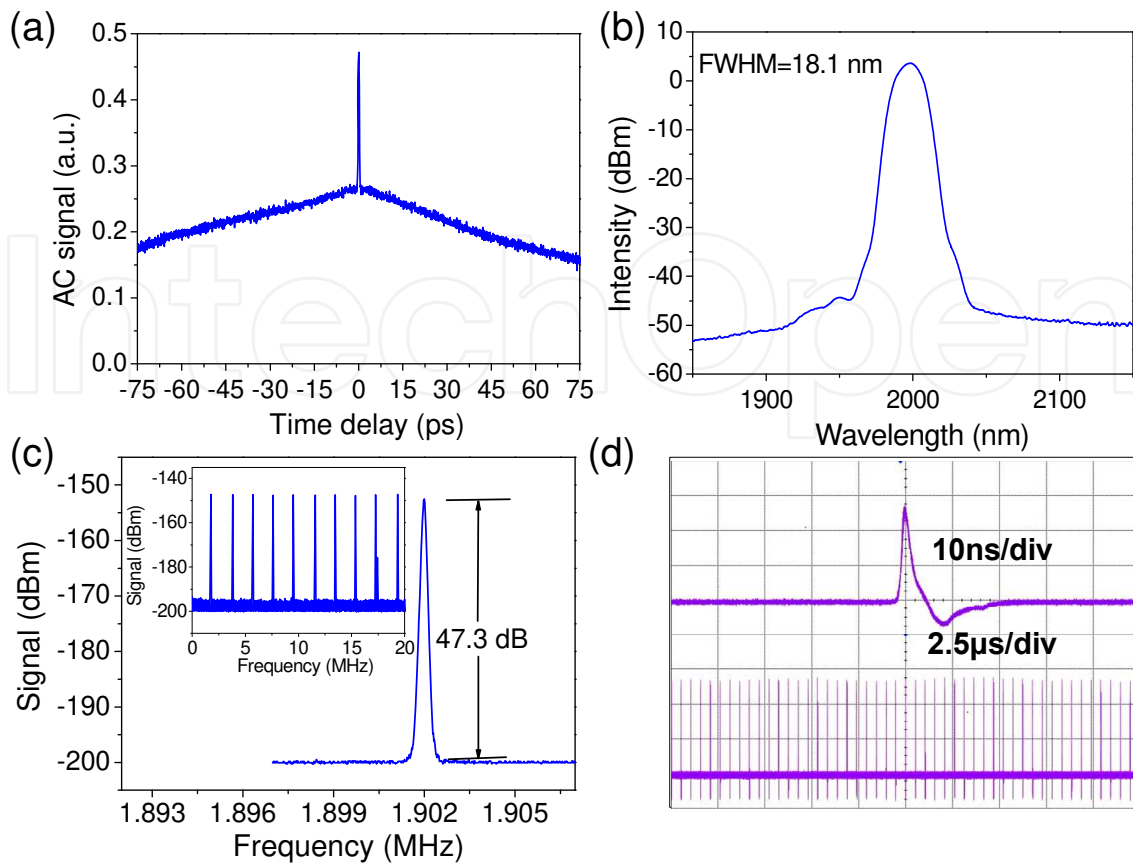 (a)
0.5
0.4
0.3
0.2
0.1
0.0
AC signal (a.u.)
-75 -60 -45 -30 -15 0 15 30 45 60 75
Time delay (ps)
(b)
FWHM=18.1 nm
10
0
-10
-20
-30
-40
-50
-60
Intensity (dBm)
1900 2000 2100
Wavelength (nm)
IntechOpen
(c)
-150
-160
-170
-180
-190
-200
Signal (dBm)
1.893 1.896 1.899 1.902 1.905
Frequency (MHz)
47.3 dB
-140
-160
-180
-200
Signal (dBm)
0 5 10 15 20
Frequency (MHz)
(d)
10ns/div
2.5µs/div